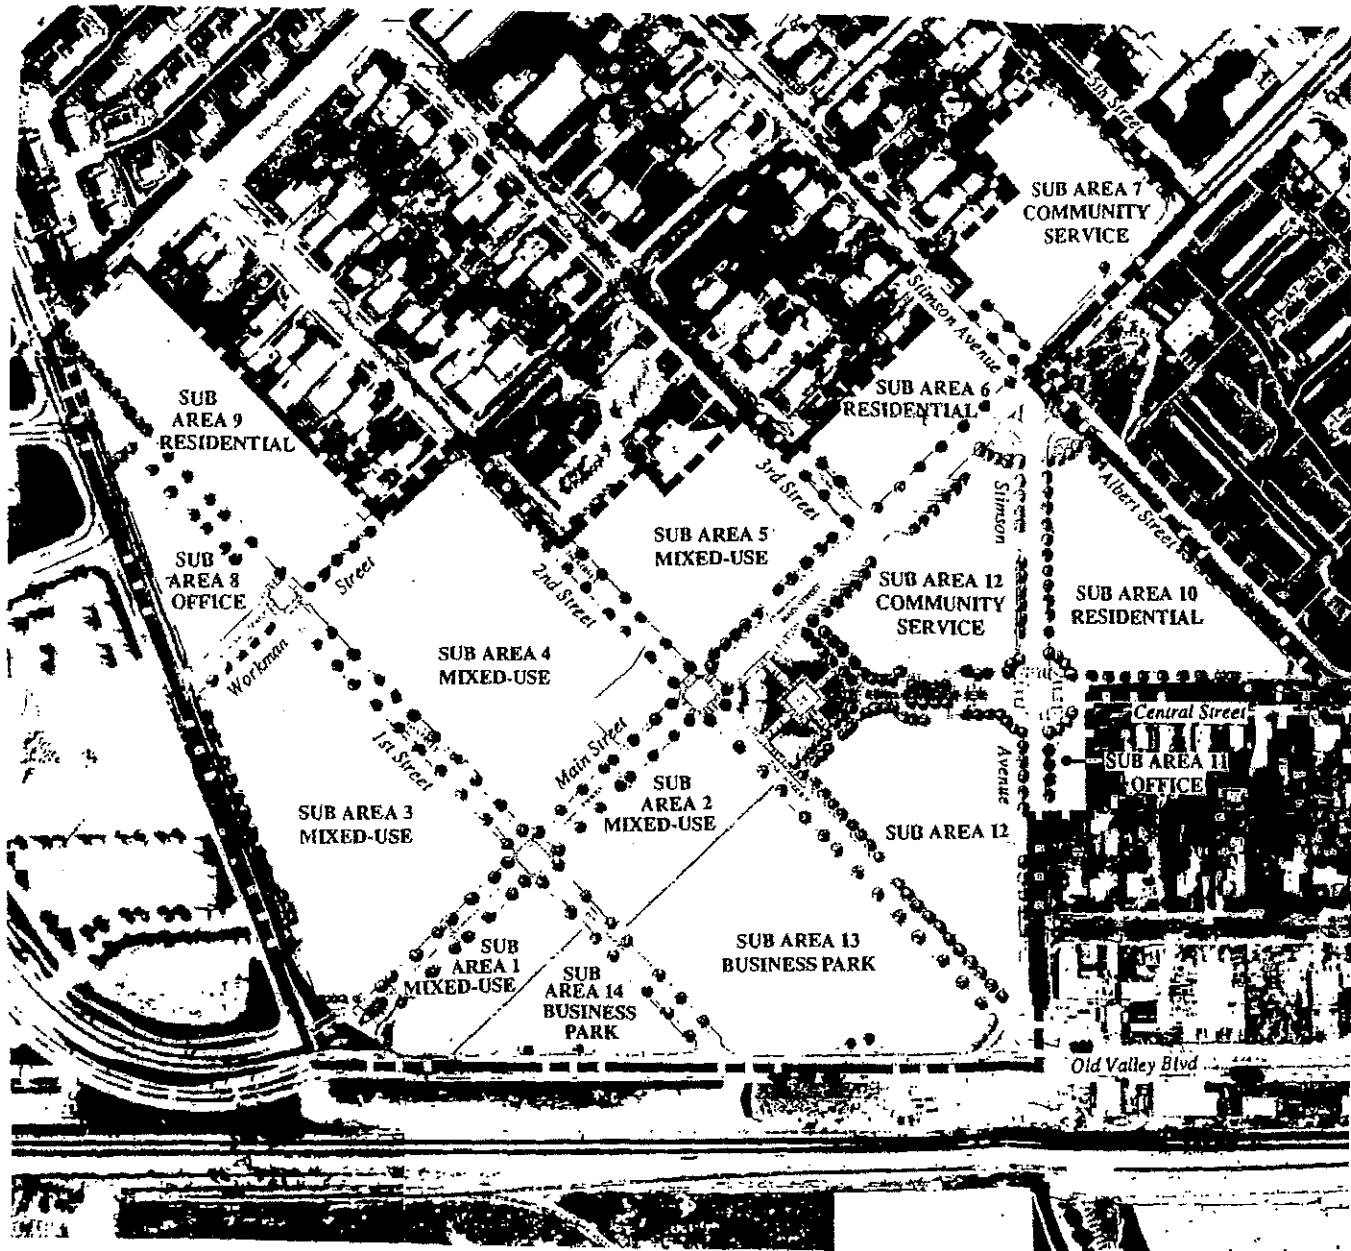 5th Street
SUB AREA 7
COMMUNITY
SERVICE
Stimson Avenue
SUB
AREA 9
RESIDENTIAL
SUB AREA 6
RESIDENTIAL
3rd Street
Stimson
Albert Street
SUB AREA 5
MIXED-USE
SUB
AREA 8
OFFICE
Street
2nd Street
SUB AREA 12
COMMUNITY
SERVICE
SUB AREA 10
RESIDENTIAL
Workman
SUB AREA 4
MIXED-USE
Central Street
1st Street
Main Street
Avenue
SUB AREA 11
OFFICE
SUB
AREA 2
MIXED-USE
SUB AREA 3
MIXED-USE
SUB AREA 12
SUB
AREA 1
MIXED-USE
SUB AREA 13
BUSINESS PARK
SUB
AREA 14
BUSINESS
PARK
Old Valley Blvd